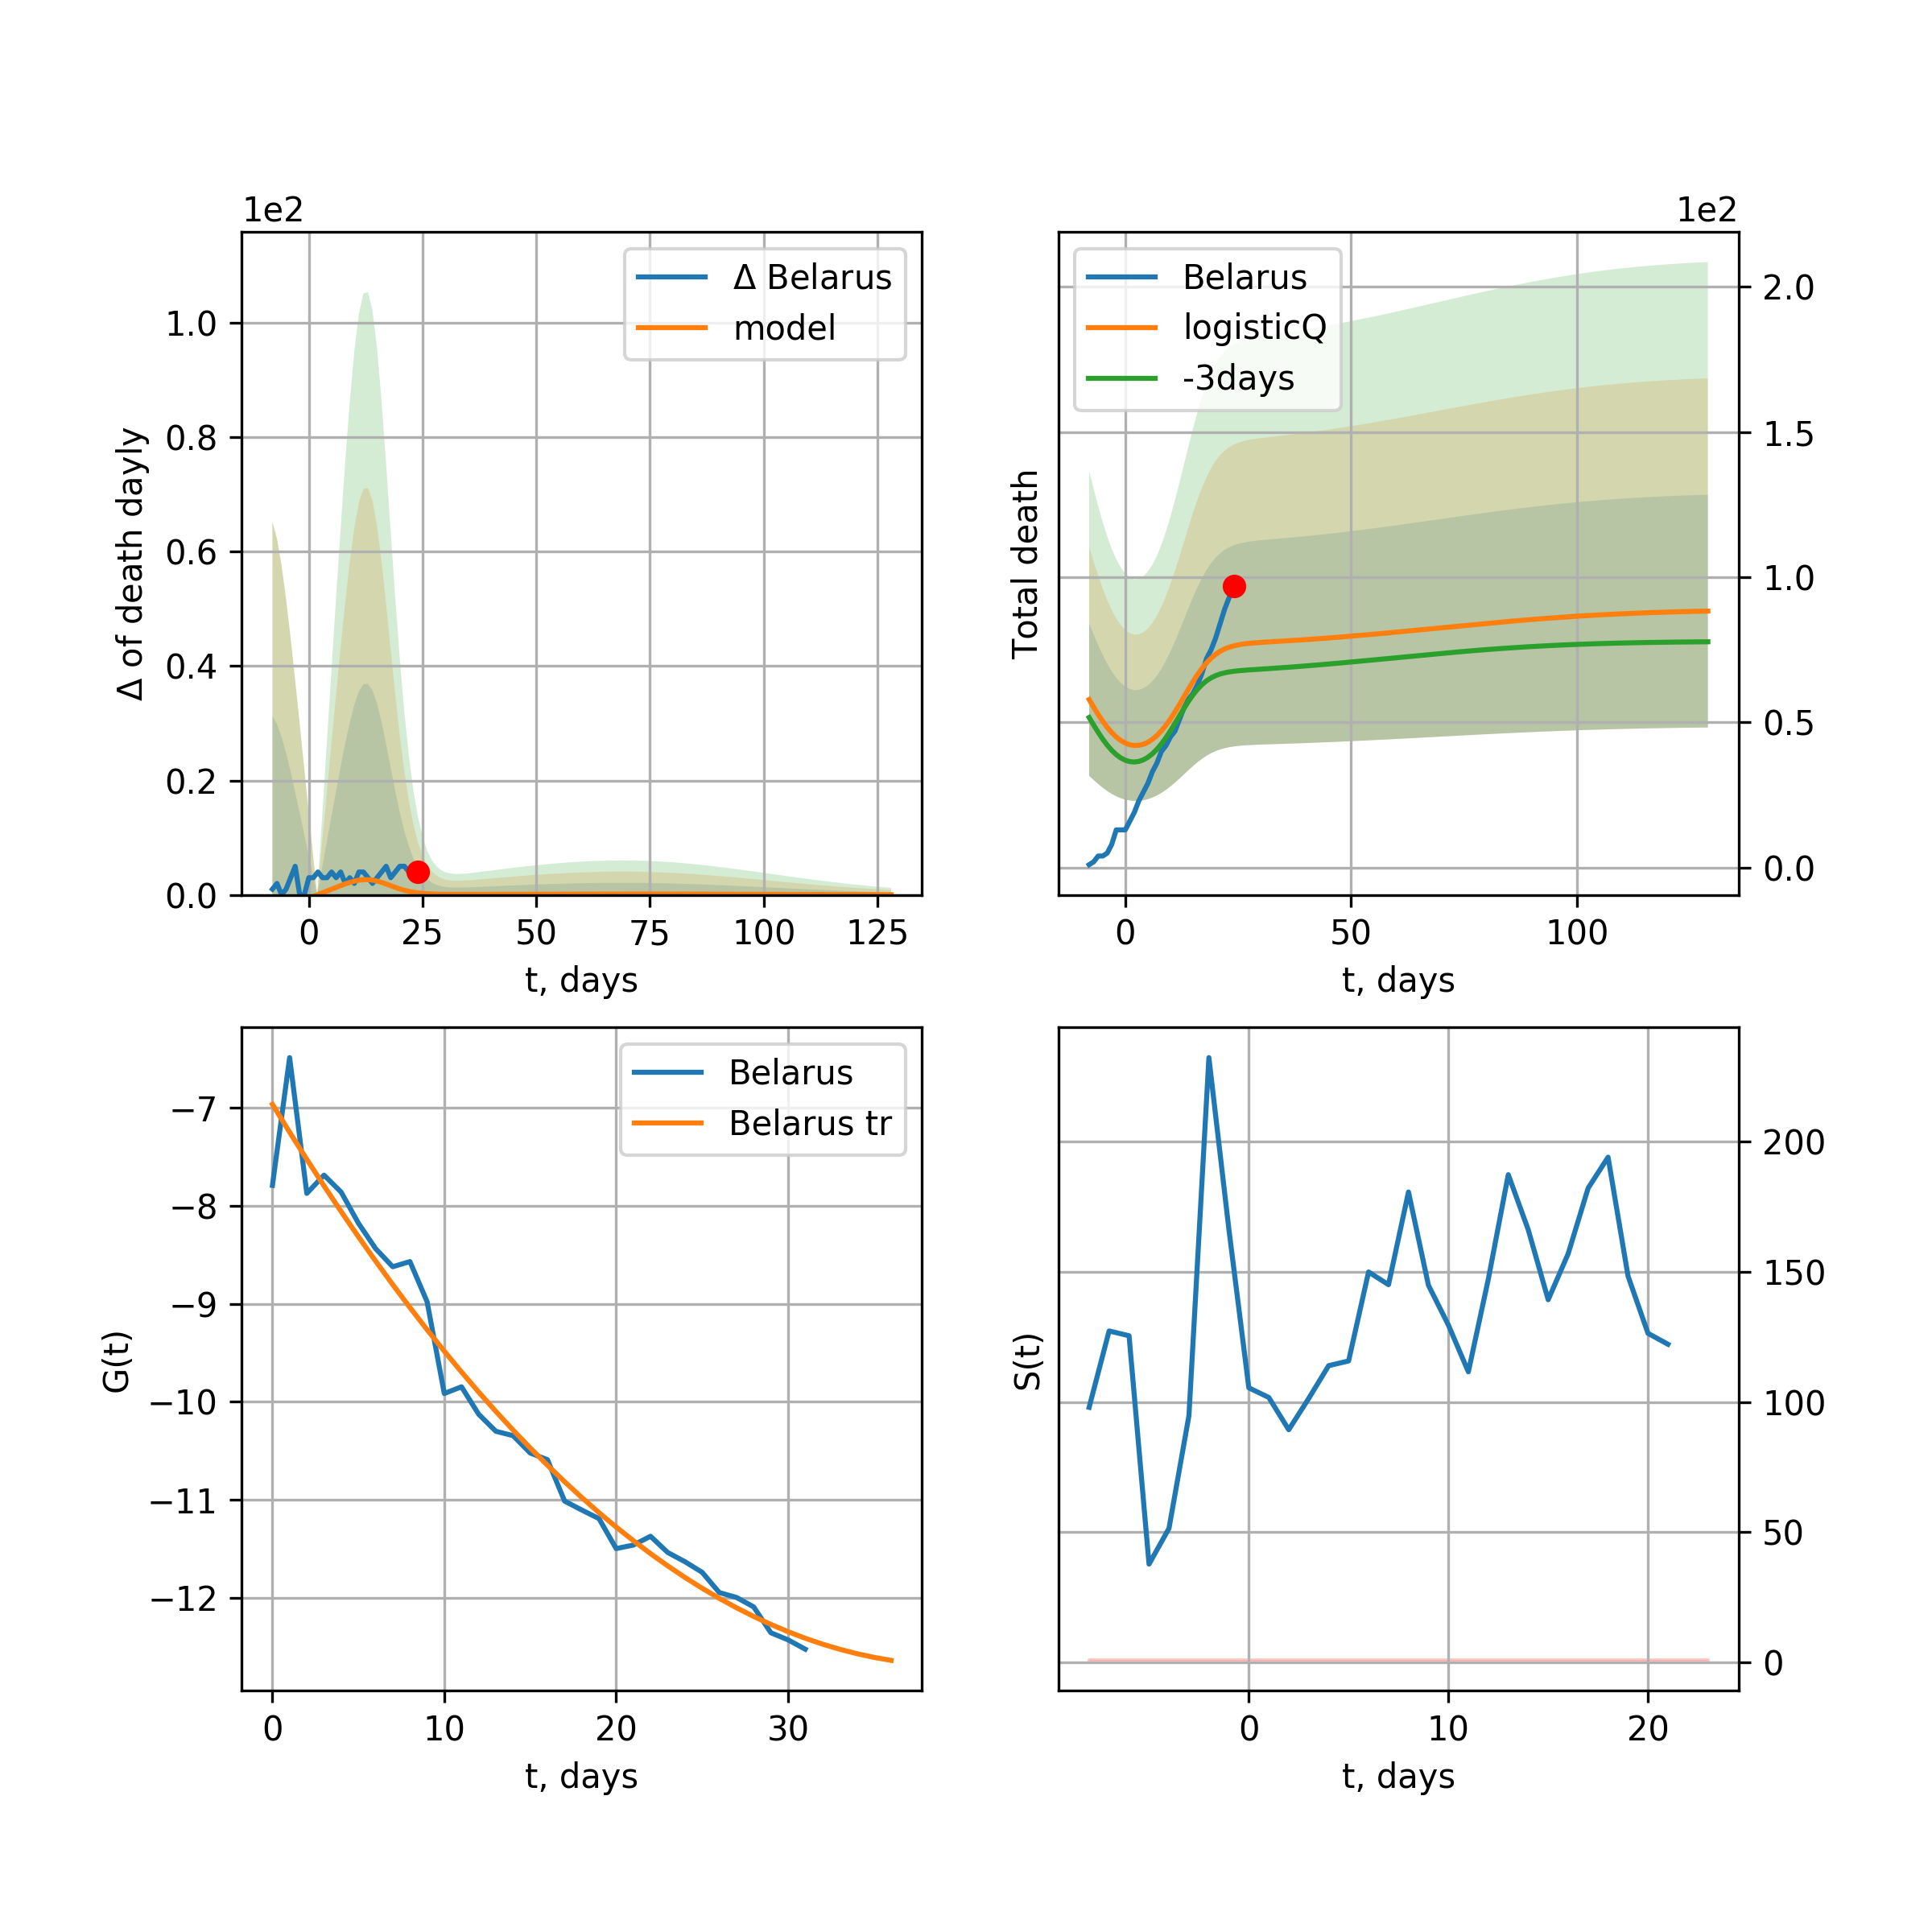 1e2
Δ Belarus
model
1.0
0.8
0.6
0.4
0.2
0.0
Δ of death dayly
0 25 50 75 100 125
t, days
1e2
Belarus
logisticQ
-3days
2.0
1.5
1.0
0.5
0.0
Total death
0 50 100
t, days
Belarus
Belarus tr
−7
−8
−9
−10
−11
−12
G(t)
0 10 20 30
t, days
200
150
100
50
0
S(t)
0 10 20
t, days